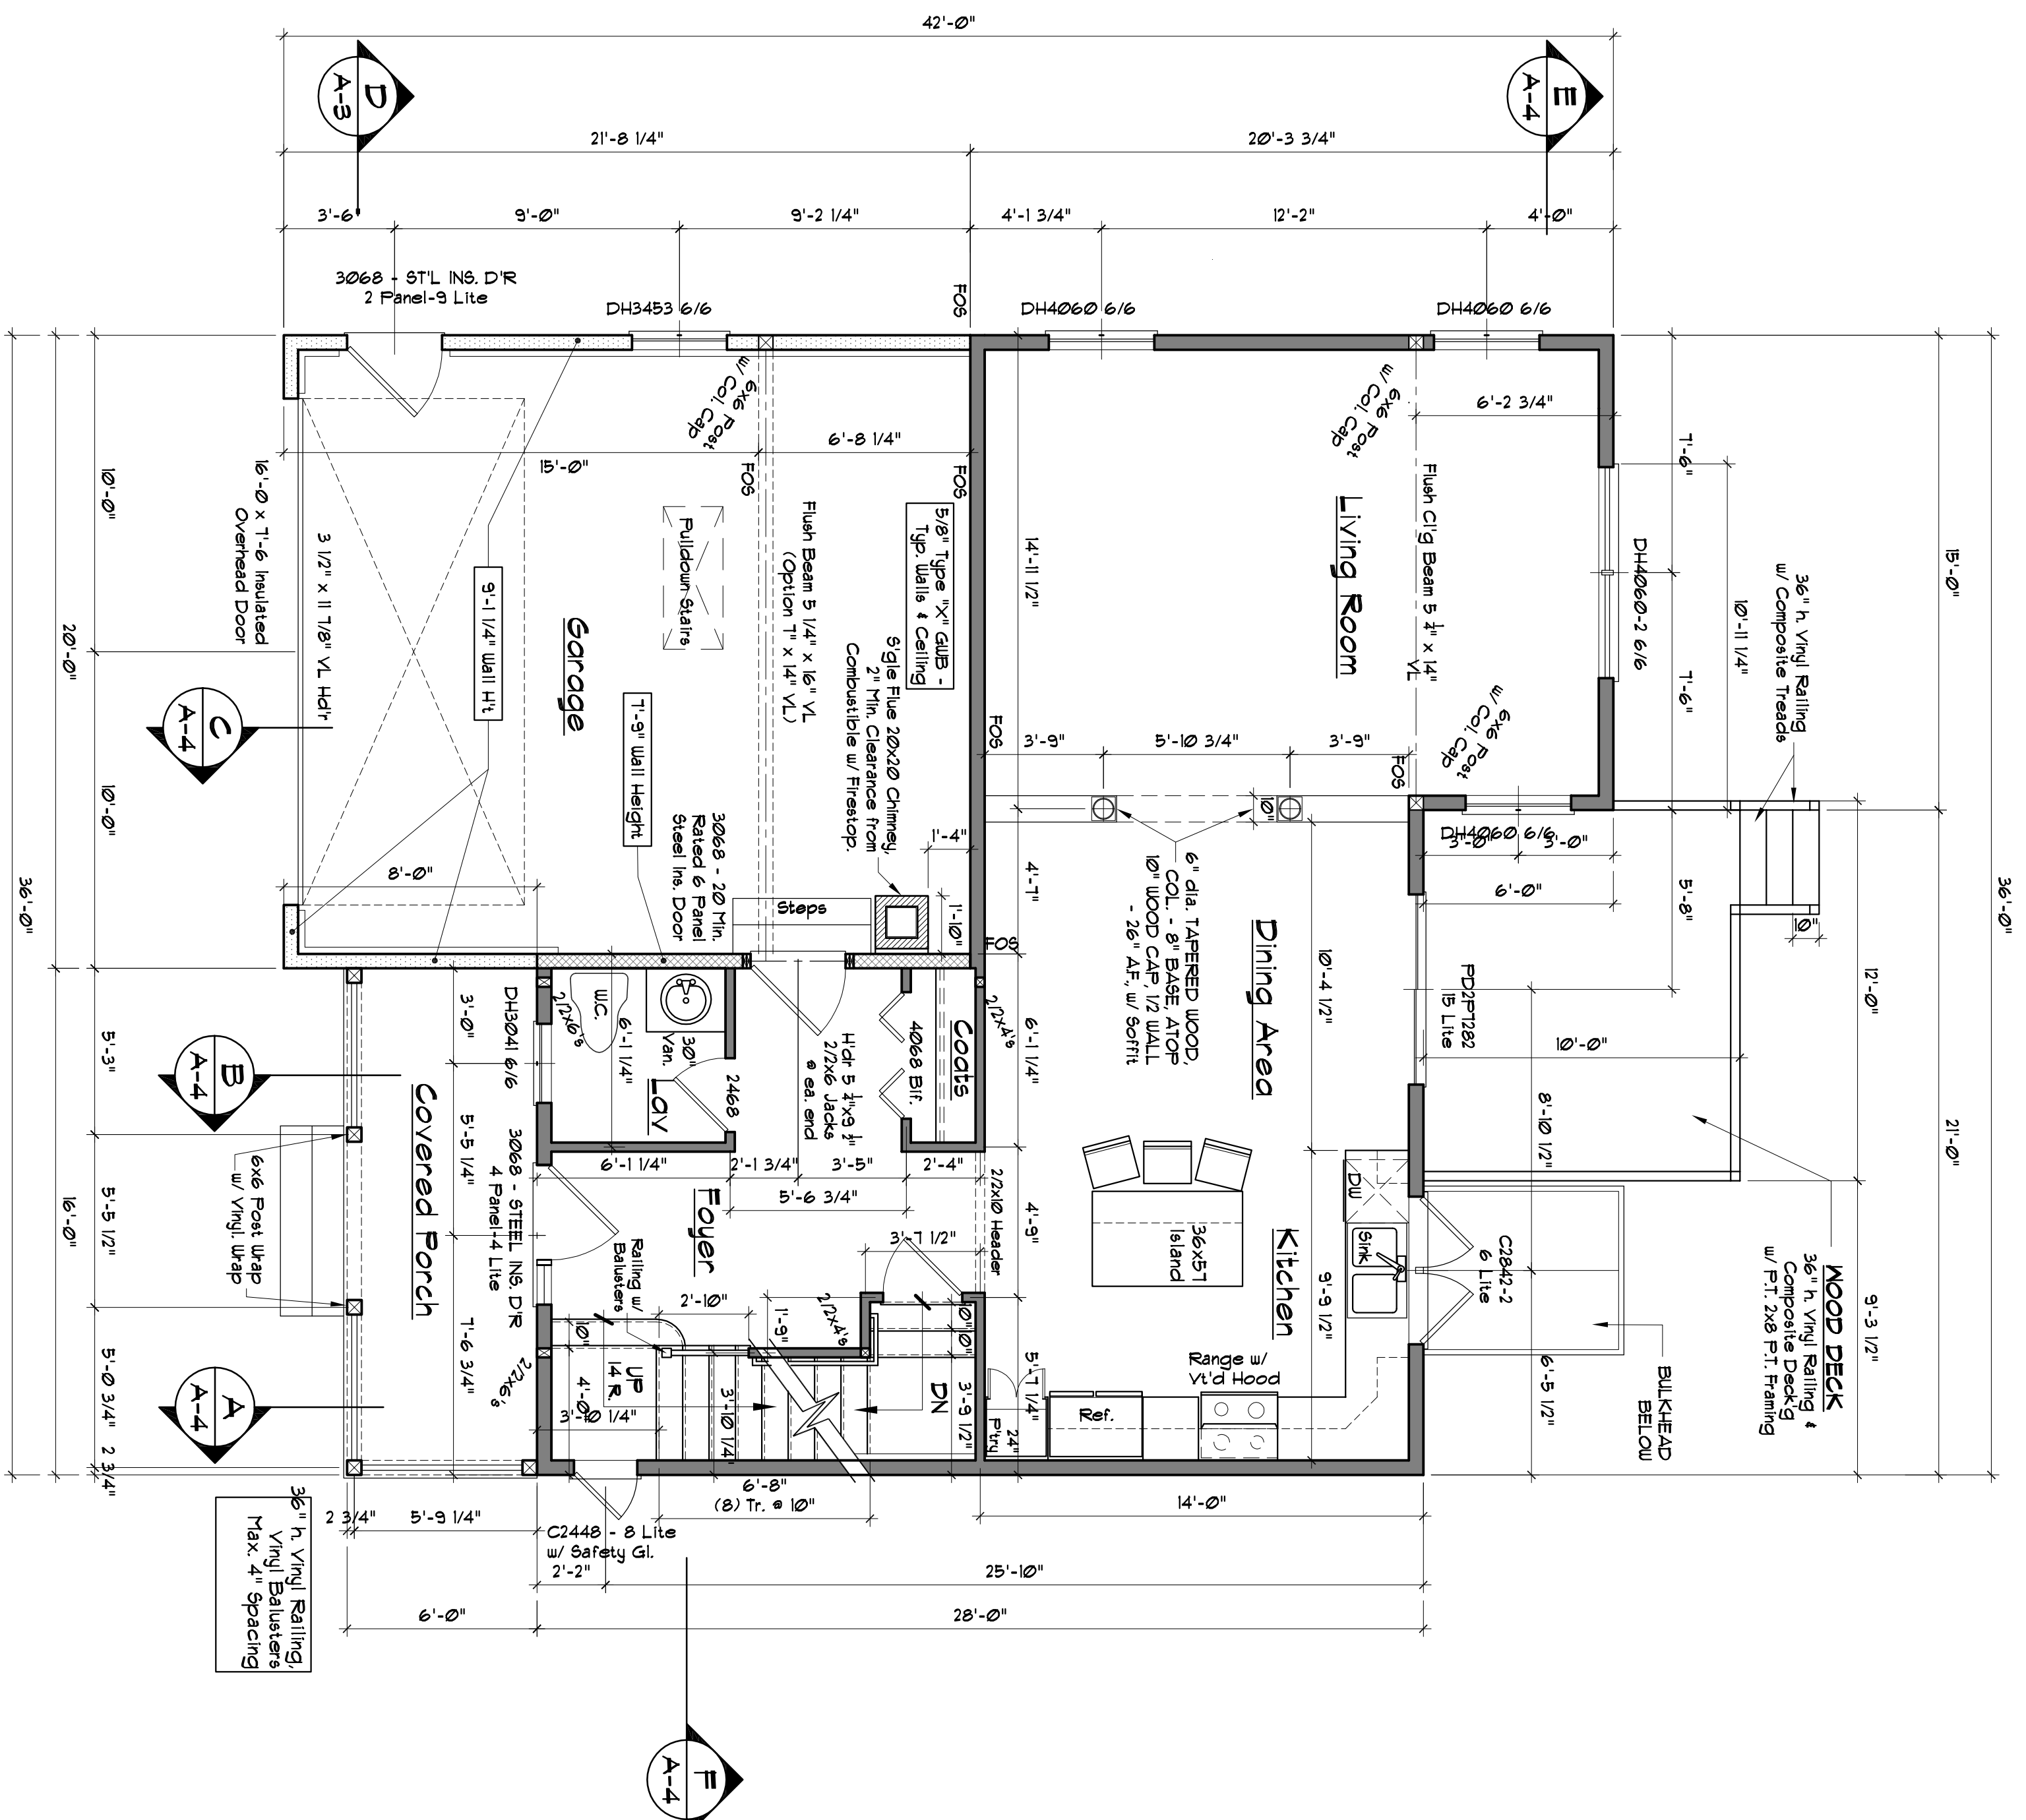 42'-0"
D
A-3
E
A-4
21'-8 1/4"
20'-3 3/4"
3'-6"
9'-0"
9'-2 1/4"
4'-1 3/4"
12'-2"
4'-0"
3068 - ST'L INS. D'R
2 Panel-9 Lite
DH3453 6/6
FOS
DH4060 6/6
DH4060 6/6
6x6 Post
w/ Col. Cap
6x6 Post
w/ Col. Cap
6'-2 3/4"
6'-8 1/4"
15'-0"
FOS
FOS
7'-6"
15'-0"
36'-0"
10'-0"
16'-0 x 7'-6 Insulated
Overhead Door
3 1/2" x 11 7/8" VL Hd'r
9'-1 1/4" Wall H't
Garage
Pulldown Stairs
Flush Beam 5 1/4" x 16" VL
(Option 7" x 14" VL)
5/8" Type "X" GWB -
Typ. Walls & Ceiling
14'-11 1/2"
Living Room
Flush Cl'g Beam 5 1/4" x 14"
VL
DH4060-2 6/6
10'-11 1/4"
36" h. Vinyl Railing
w/ Composite Treads
20'-0"
36'-0"
C
A-4
7'-9" Wall Height
S'gle Flue 20x20 Chimney,
2" Min. Clearance from
Combustible w/ Firestop.
FOS
3'-9"
5'-10 3/4"
3'-9"
FOS
6x6 Post
w/ Col. Cap
7'-6"
10'-0"
3068 - 20 Min.
Rated 6 Panel
Steel Ins. Door
1'-4"
10"
DH4060 6/6
3'-0"
3'-0"
8'-0"
4'-7"
6" dia. TAPERED WOOD,
COL. - 8" BASE, ATOP
10" WOOD CAP, 1/2 WALL
- 26" A.F., w/ Soffit
6'-0"
5'-8"
10"
Steps
1'-10"
FOS
Dining Area
10'-4 1/2"
PD2P7282
15 Lite
12'-0"
21'-0"
3'-0"
DH3041 6/6
2/2x6's
W.C.
6'-1 1/4"
30"
Van.
Lav
2468
H'dr 5 1/4"x9 1/2"
2/2x6 Jacks
@ ea. end
4068 Bif.
Coats
2/2x4's
6'-1 1/4"
10'-0"
8'-10 1/2"
5'-3"
B
A-4
Covered Porch
5'-5 1/4"
3068 - STEEL INS. D'R
4 Panel-4 Lite
6'-1 1/4"
2'-1 3/4"
3'-5"
2'-4"
5'-6 3/4"
2/2x10 Header
4'-9"
DW
Sink
36x57
Island
Kitchen
9'-9 1/2"
C2842-2
6 Lite
36" h. Vinyl Railing &
Composite Deck'g
w/ P.T. 2x8 P.T. Framing
WOOD DECK
9'-3 1/2"
16'-0"
5'-5 1/2"
6x6 Post Wrap
w/ Vinyl. Wrap
Foyer
Railing w/
Balusters
3'-7 1/2"
2'-10"
1'-9"
2/2x4's
10"
10"
7'-6 3/4"
2/2x6's
10"
4'-0"
UP
14 R.
3'-10 1/4"
3'-10 1/4"
DN
3'-9 1/2"
5'-7 1/4"
24"
P'try
Ref.
Range w/
Vt'd Hood
6'-5 1/2"
BULKHEAD
BELOW
5'-0 3/4"
2 3/4"
A
A-4
6'-8"
(8) Tr. @ 10"
14'-0"
2 3/4"
5'-9 1/4"
C2448 - 8 Lite
w/ Safety Gl.
2'-2"
25'-10"
6'-0"
28'-0"
36" h. Vinyl Railing,
Vinyl Balusters
Max. 4" Spacing
F
A-4